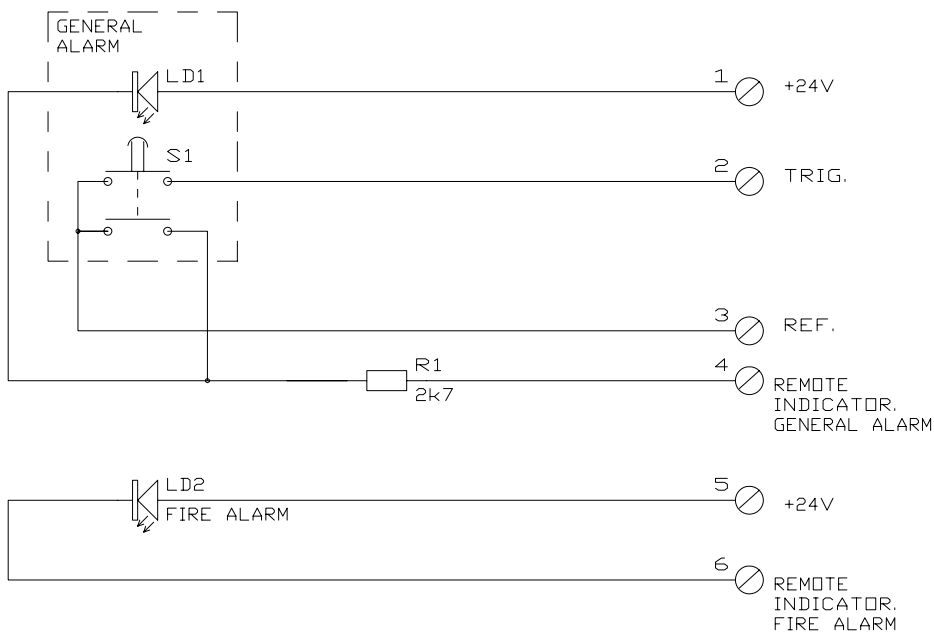 GENERAL
ALARM
LD1
1
+24V
S1
2
TRIG.
3
REF.
R1
2k7
4
REMOTE
INDICATOR.
GENERAL ALARM
LD2
FIRE ALARM
5
+24V
6
REMOTE
INDICATOR.
FIRE ALARM